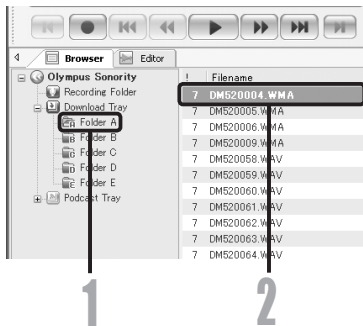 Browser Editor
Olympus Sonority
Recording Folder
Download Tray
Folder A
Folder B
Folder C
Folder D
Folder E
Podcast Tray
! Filename
7 DM520004.WMA
7 DM520005.WMA
7 DM520006.WMA
7 DM520009.WMA
7 DM520058.WAV
7 DM520059.WAV
7 DM520060.WAV
7 DM520061.WAV
7 DM520062.WAV
7 DM520063.WAV
7 DM520064.WAV
1 2